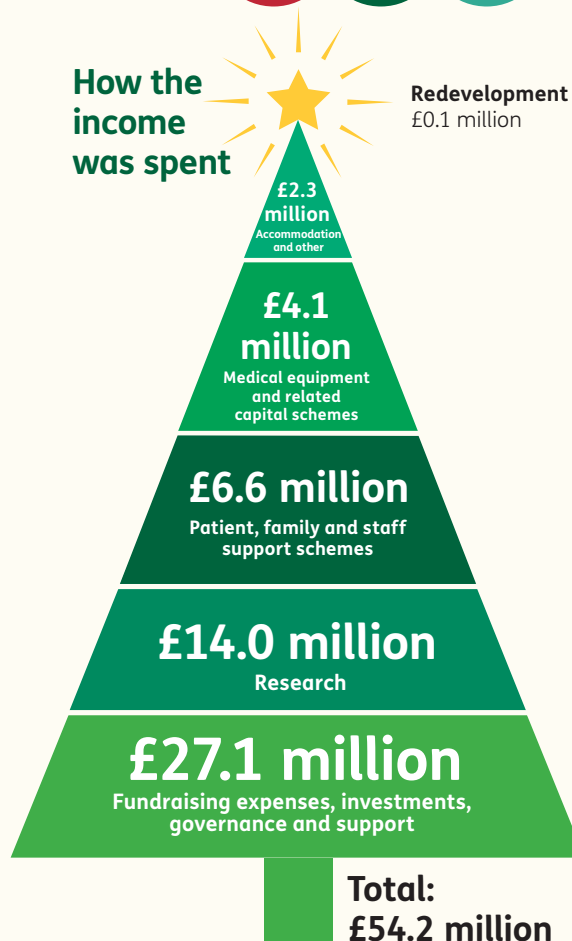 How the
income
was spent
Redevelopment
£0.1 million
£2.3
million
Accommodation
and other
£4.1
million
Medical equipment
and related
capital schemes
£6.6 million
Patient, family and staff
support schemes
£14.0 million
Research
£27.1 million
Fundraising expenses, investments,
governance and support
Total:
£54.2 million